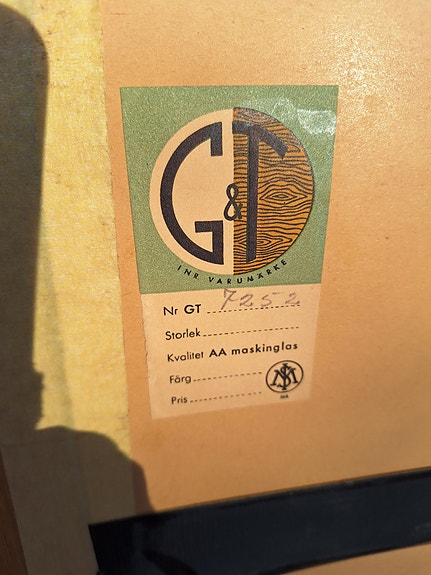 G&T
INR VARUMÄRKE
Nr GT 7252
Storlek
Kvalitet AA maskinglas
Färg
Pris